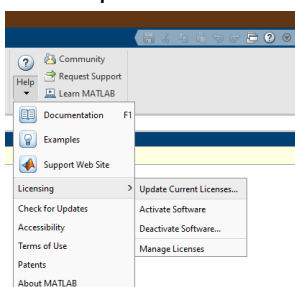 Community
Request Support
Help
Learn MATLAB
Documentation F1
Examples
Support Web Site
Licensing > Update Current Licenses...
Check for Updates Activate Software
Accessibility Deactivate Software...
Terms of Use Manage Licenses
Patents
About MATLAB